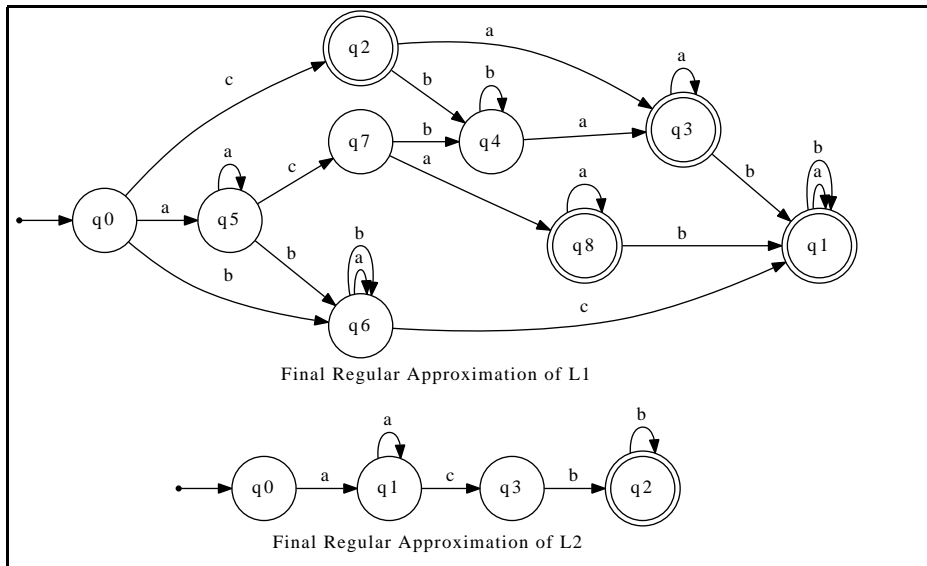 a
q2
c
b
b
a
q7
b
q4
a
q3
a
a
c
b
b
a
q0
a
q5
a
q8
b
q1
b
b
b
a
q6
c
Final Regular Approximation of L1
a
b
q0
a
q1
c
q3
b
q2
Final Regular Approximation of L2